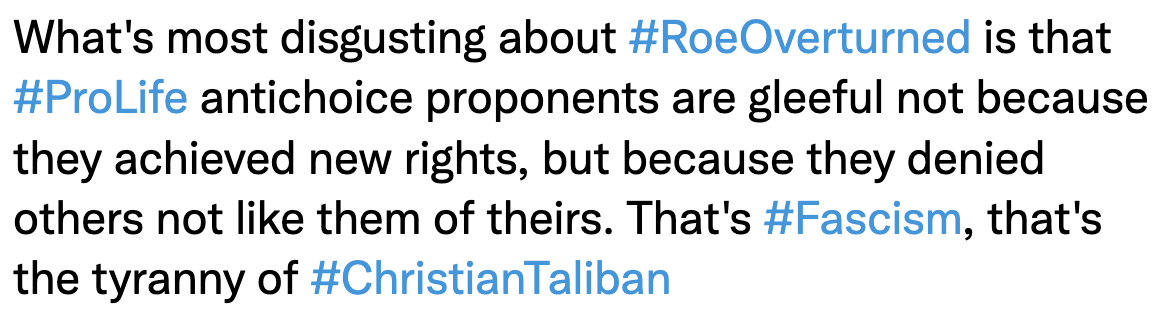 What's most disgusting about #RoeOverturned is that
#ProLife antichoice proponents are gleeful not because
they achieved new rights, but because they denied
others not like them of theirs. That's #Fascism, that's
the tyranny of #ChristianTaliban